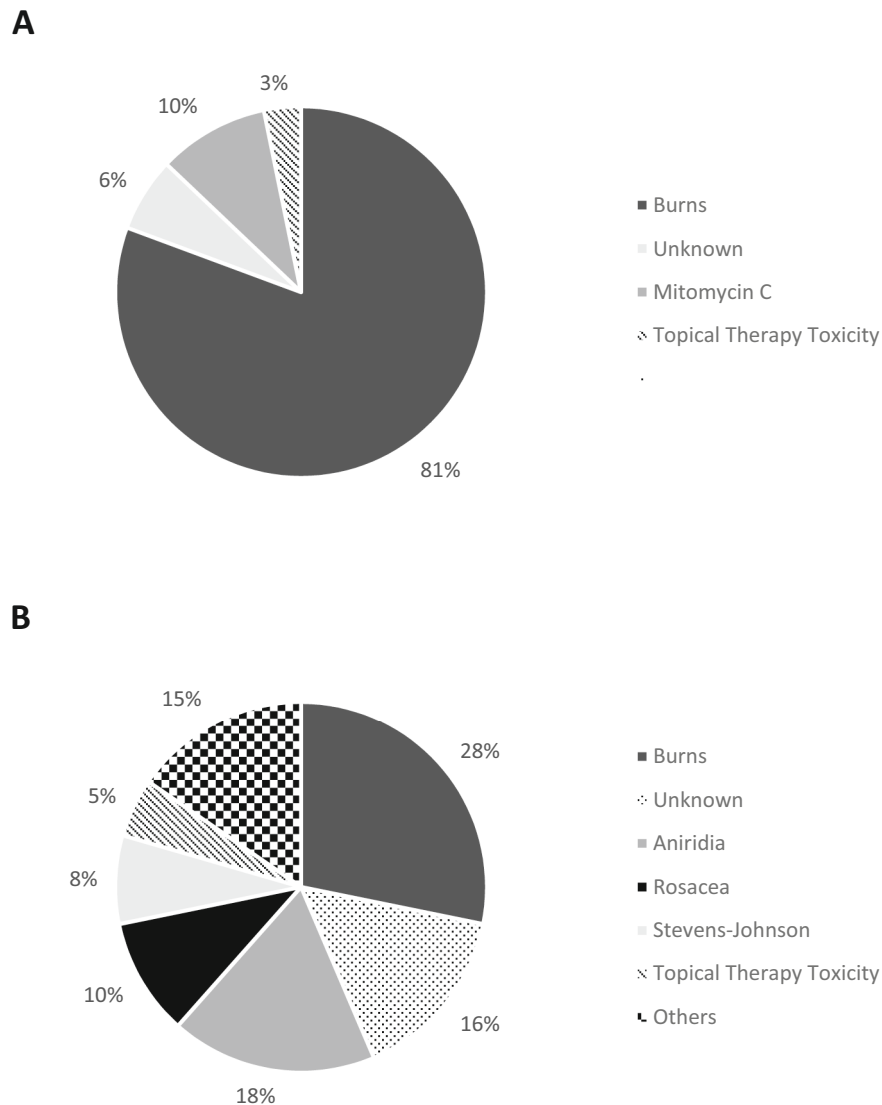 A
3%
10%
6%
81%
Burns
Unknown
Mitomycin C
Topical Therapy Toxicity
B
15%
28%
5%
8%
10%
16%
18%
Burns
Unknown
Aniridia
Rosacea
Stevens-Johnson
Topical Therapy Toxicity
Others